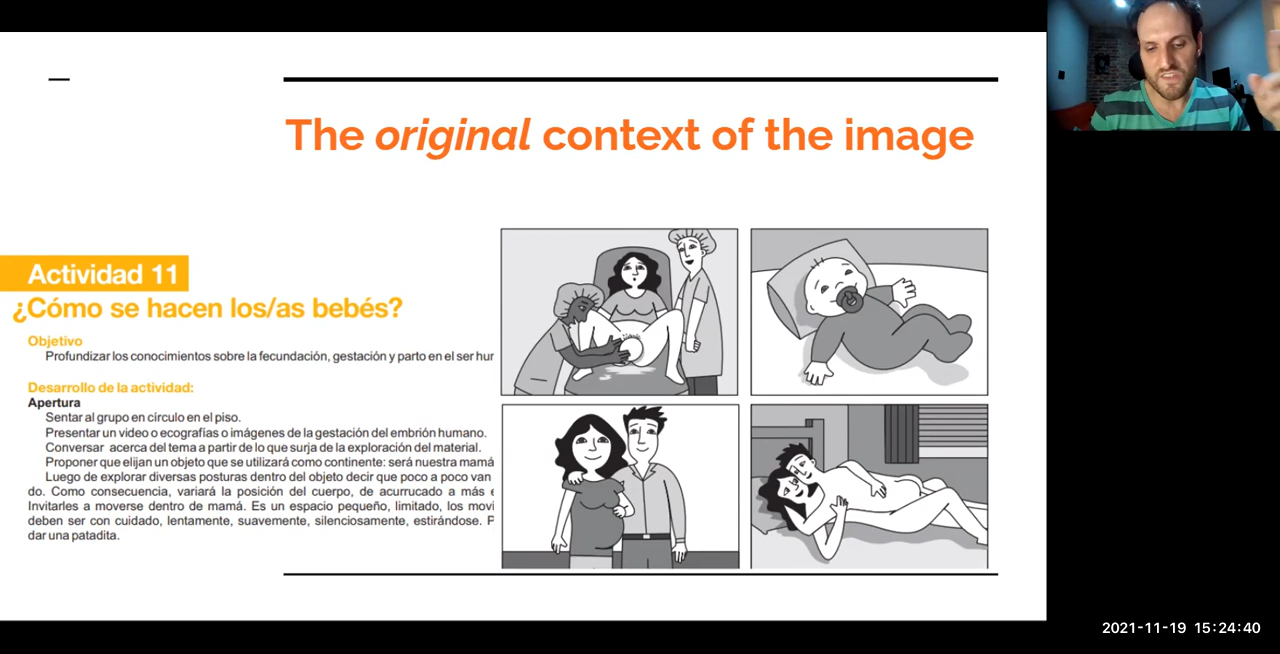 The original context of the image
Actividad 11
¿Cómo se hacen los/as bebés?
Objetivo
Profundizar los conocimientos sobre la fecundación, gestación y parto en el ser hur
Desarrollo de la actividad:
Apertura
Sentar al grupo en círculo en el piso.
Presentar un video o ecografías o imágenes de la gestación del embrión humano.
Conversar acerca del tema a partir de lo que surja de la exploración del material.
Proponer que elijan un objeto que se utilizará como continente: será nuestra mamá
Luego de explorar diversas posturas dentro del objeto decir que poco a poco van
do. Como consecuencia, variará la posición del cuerpo, de acurrucado a más e
Invitarles a moverse dentro de mamá. Es un espacio pequeño, limitado, los movi
deben ser con cuidado, lentamente, suavemente, silenciosamente, estirándose. P
dar una patadita.
2021-11-19 15:24:40